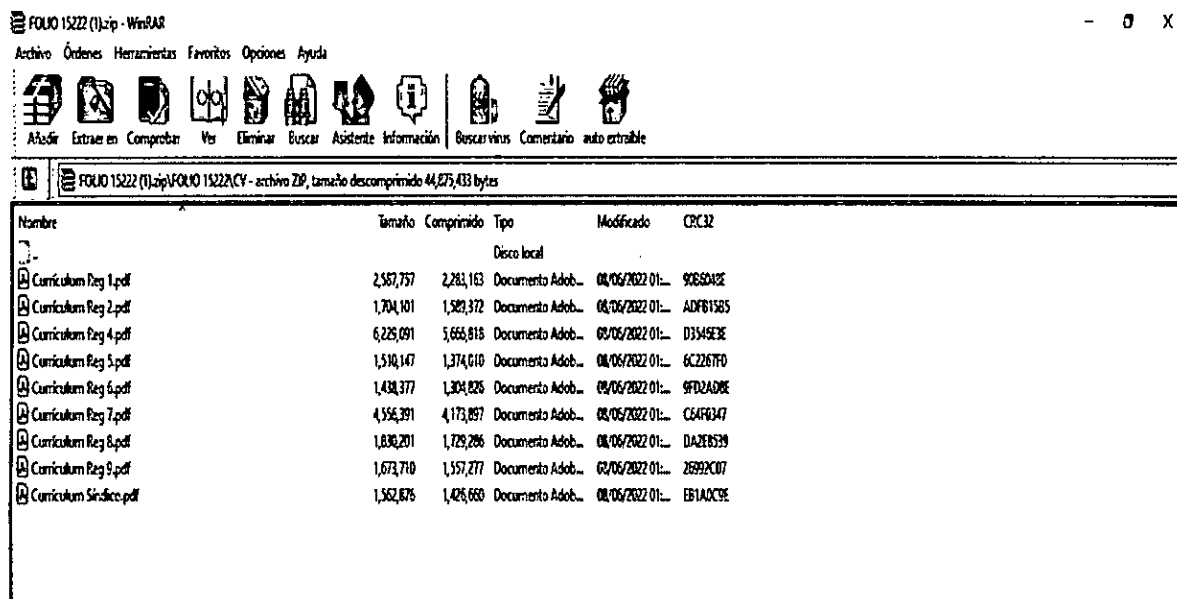 FOLIO 15222 (1).zip - WinRAR
Archivo Órdenes Herramientas Favoritos Opciones Ayuda
Añadir Extraer en Comprobar Ver Eliminar Buscar Asistente Información Buscar virus Comentario auto extraíble
FOLIO 15222 (1).zip\FOLIO 15222\CV - archivo ZIP, tamaño descomprimido 44,875,433 bytes
Nombre Tamaño Comprimido Tipo Modificado CRC32
Disco local
Currículum Reg 1.pdf 2,587,757 2,283,163 Documento Adob... 08/06/2022 01:...
Currículum Reg 2.pdf 1,704,101 1,589,372 Documento Adob... 08/06/2022 01:... ADFB15B5
Currículum Reg 4.pdf 6,229,091 5,666,818 Documento Adob... 08/06/2022 01:... D3546E3E
Currículum Reg 5.pdf 1,510,147 1,374,010 Documento Adob... 08/06/2022 01:... 6C2267F0
Currículum Reg 6.pdf 1,438,377 1,304,826 Documento Adob... 08/06/2022 01:...
Currículum Reg 7.pdf 4,556,391 4,173,897 Documento Adob... 08/06/2022 01:...
Currículum Reg 8.pdf 1,830,201 1,729,286 Documento Adob... 08/06/2022 01:...
Currículum Reg 9.pdf 1,673,710 1,557,277 Documento Adob... 08/06/2022 01:... 26992C07
Currículum Síndico.pdf 1,562,876 1,426,660 Documento Adob... 08/06/2022 01:... EB1A0C9E